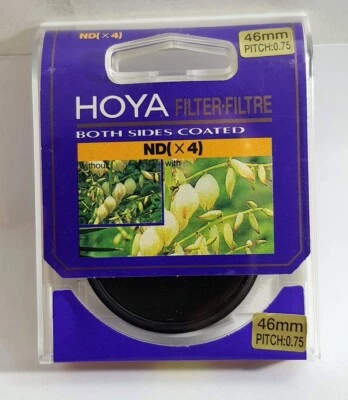 ND(×4)
46mm
PITCH:0.75
HOYA FILTER·FILTRE
BOTH SIDES COATED
ND(×4)
without
with
46mm
PITCH:0.75